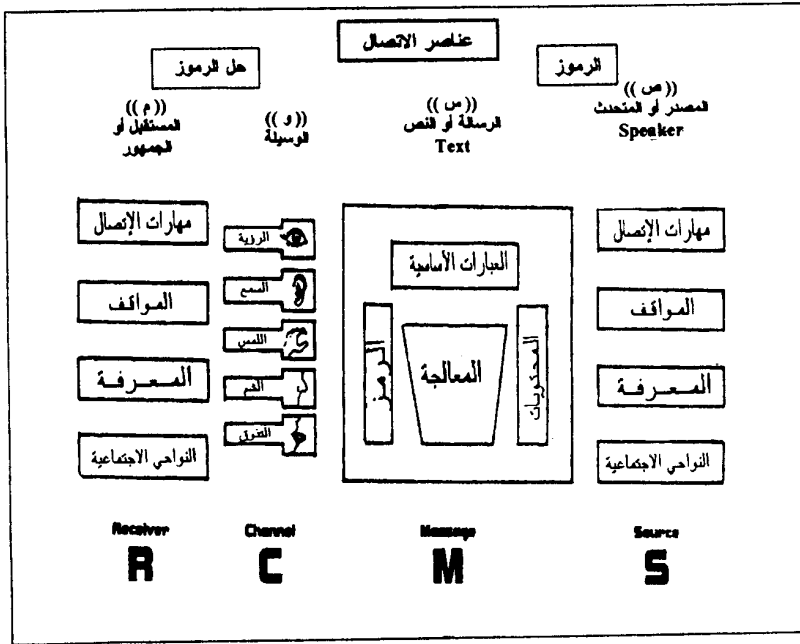 عناصر الاتصال
الرموز
حل الرموز
(( ص ))
المصدر أو المتحدث
Speaker
(( س ))
الرسالة أو النص
Text
(( و ))
الوسيلة
(( م ))
المستقبل أو
الجمهور
مهارات الإتصال
المواقف
المعرفة
النواحي الاجتماعية
العبارات الأساسية
المحتويات
المعالجة
الرمز
الرؤية
السمع
اللمس
الشم
التذوق
مهارات الإتصال
المواقف
المعرفة
النواحي الاجتماعية
Source
S
Message
M
Channel
C
Receiver
R